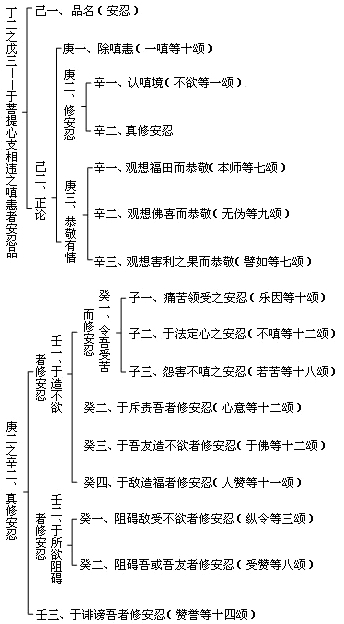 丁二之戊三——于菩提心支相违之嗔恚者安忍品
己一、品名（安忍）
己二、正论
庚一、除嗔恚（一嗔等十颂）
庚二、修安忍
辛一、认嗔境（不欲等一颂）
辛二、真修安忍
庚三、恭敬有情
辛一、观想福田而恭敬（本师等七颂）
辛二、观想佛喜而恭敬（无伪等九颂）
辛三、观想害利之果而恭敬（譬如等七颂）
庚二之辛二、真修安忍
壬一、于造不欲者修安忍
癸一、令吾受苦而修安忍
子一、痛苦领受之安忍（乐因等十颂）
子二、于法定心之安忍（不嗔等十二颂）
子三、怨害不嗔之安忍（若苦等十八颂）
癸二、于斥责吾者修安忍（心意等十二颂）
癸三、于吾友造不欲者修安忍（于佛等十二颂）
癸四、于敌造福者修安忍（人赞等十一颂）
壬二、于所欲阻碍者修安忍
癸一、阻碍敌受不欲者修安忍（纵令等三颂）
癸二、阻碍吾或吾友者修安忍（受赞等八颂）
壬三、于诽谤吾者修安忍（赞誉等十四颂）